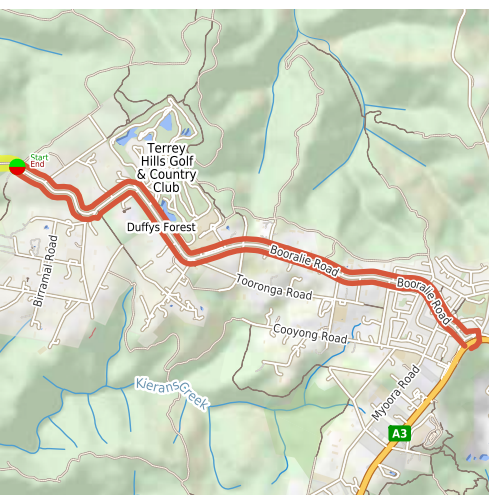 Start
End
Terrey
Hills Golf
& Country
Club
Duffys Forest
Birramal Road
Booralie Road
Booralie Road
Tooronga Road
Cooyong Road
Kierans Creek
Myoora Road
A3